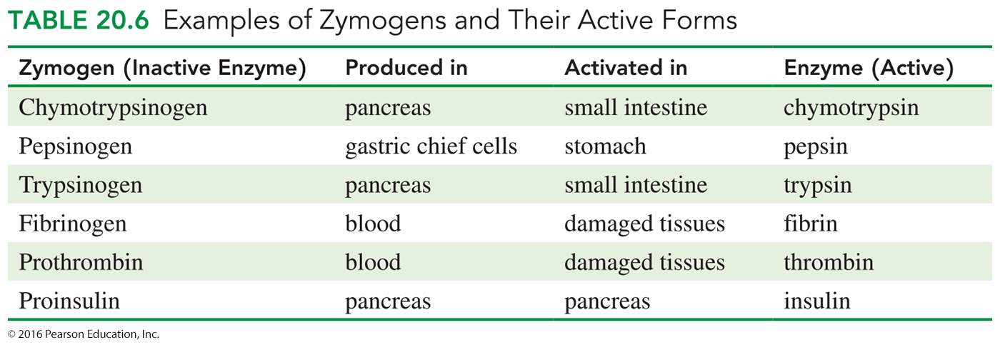 TABLE 20.6 Examples of Zymogens and Their Active Forms
Zymogen (Inactive Enzyme) Produced in Activated in Enzyme (Active)
Chymotrypsinogen pancreas small intestine chymotrypsin
Pepsinogen gastric chief cells stomach pepsin
Trypsinogen pancreas small intestine trypsin
Fibrinogen blood damaged tissues fibrin
Prothrombin blood damaged tissues thrombin
Proinsulin pancreas pancreas insulin
© 2016 Pearson Education, Inc.